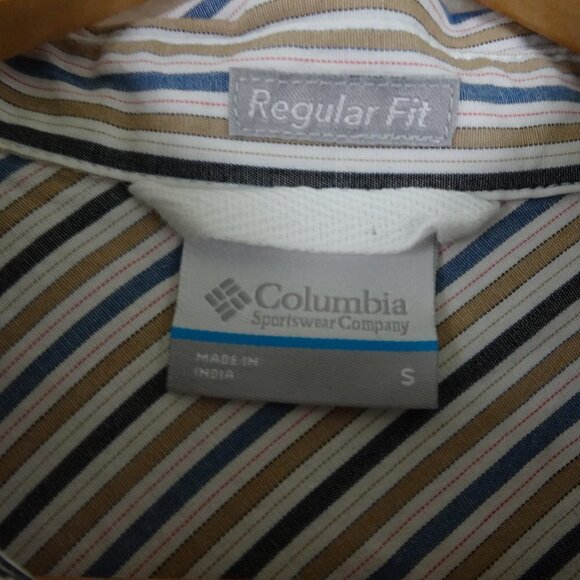 Regular Fit
Columbia
Sportswear Company
MADE IN
INDIA
S